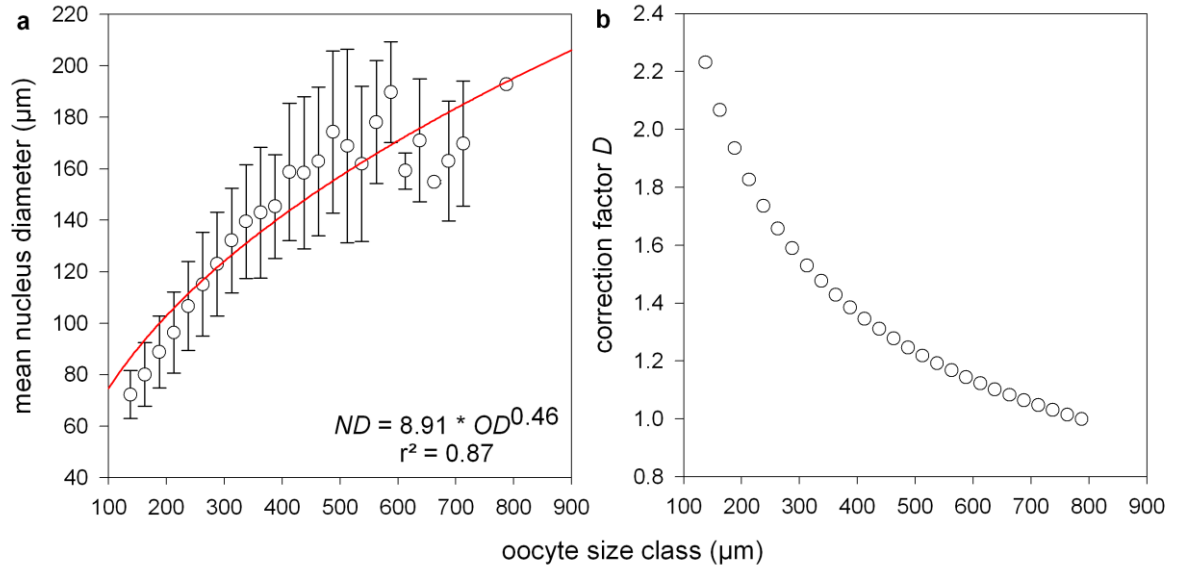 a
220
200
180
160
140
120
100
80
60
40
mean nucleus diameter (µm)
ND = 8.91 * OD^0.46
r² = 0.87
100 200 300 400 500 600 700 800 900
b
2.4
2.2
2.0
1.8
1.6
1.4
1.2
1.0
0.8
correction factor D
100 200 300 400 500 600 700 800 900
oocyte size class (µm)